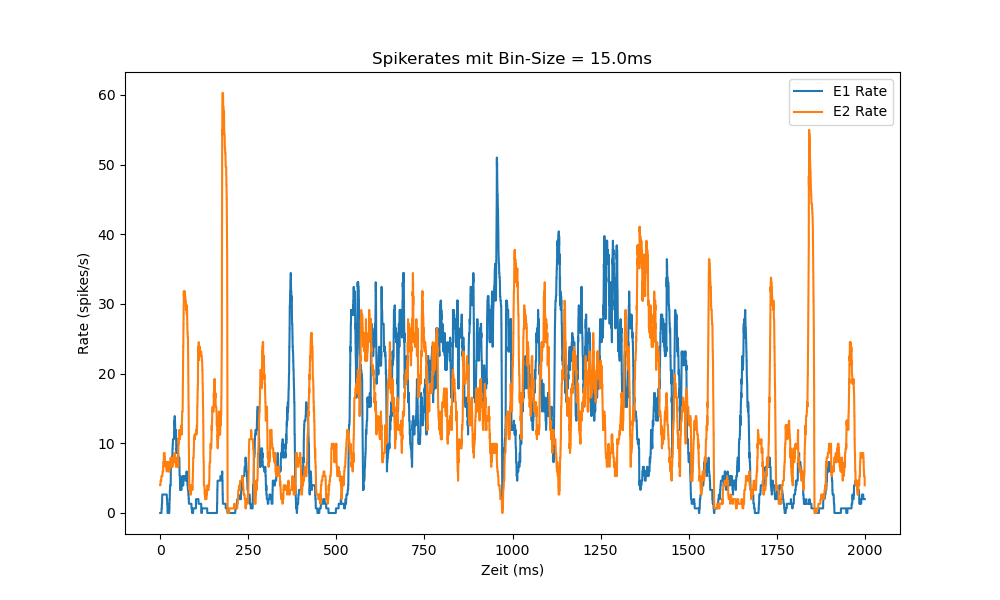 Spikerates mit Bin-Size = 15.0ms
E1 Rate
E2 Rate
60
50
40
30
20
10
0
Rate (spikes/s)
0 250 500 750 1000 1250 1500 1750 2000
Zeit (ms)